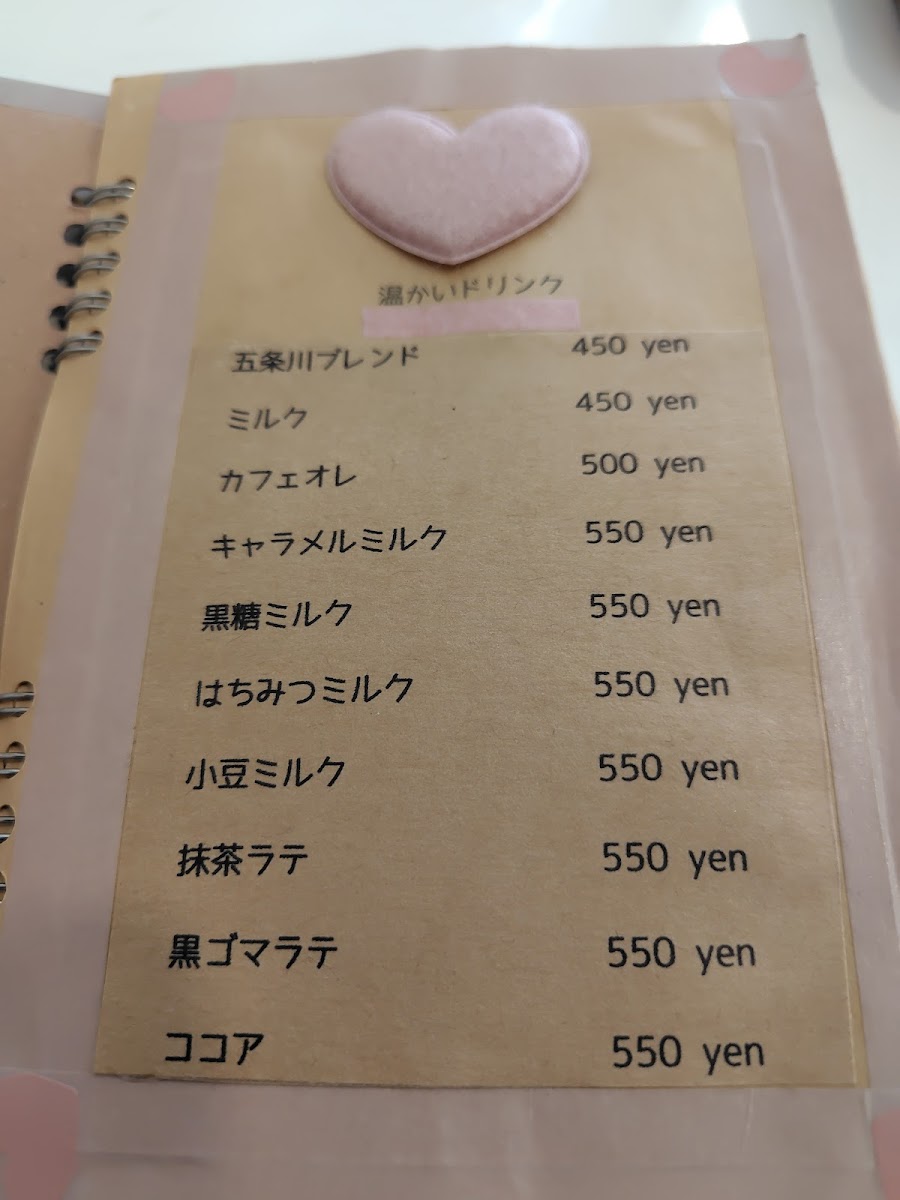 温かいドリンク
五条川ブレンド 450 yen
ミルク 450 yen
カフェオレ 500 yen
キャラメルミルク 550 yen
黒糖ミルク 550 yen
はちみつミルク 550 yen
小豆ミルク 550 yen
抹茶ラテ 550 yen
黒ゴマラテ 550 yen
ココア 550 yen